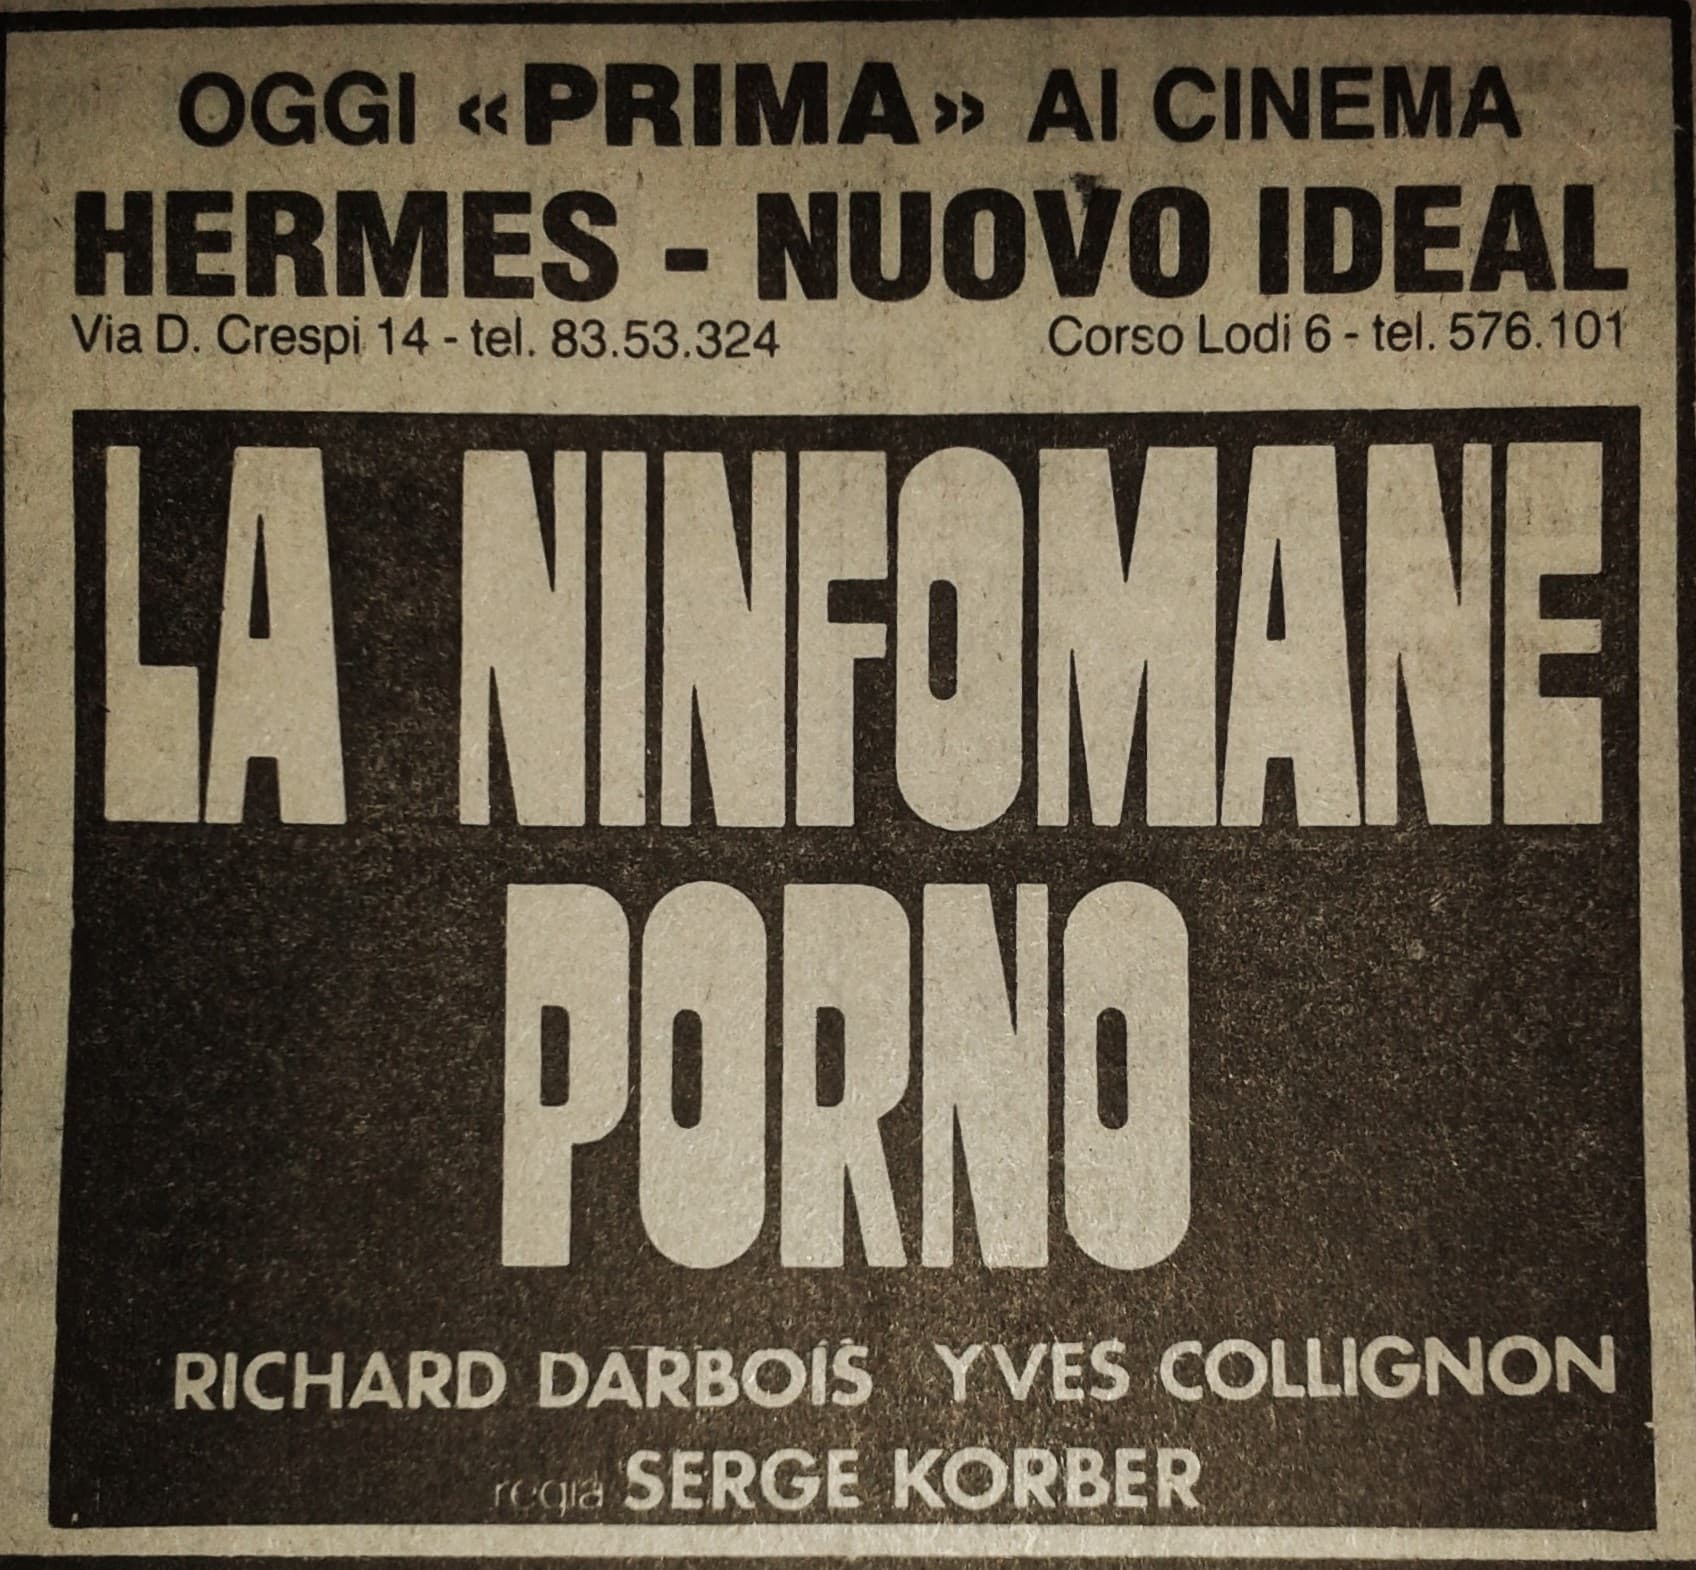 OGGI «PRIMA» AI CINEMA
HERMES - NUOVO IDEAL
Via D. Crespi 14 - tel. 83.53.324 Corso Lodi 6 - tel. 576.101
LA NINFOMANE
PORNO
RICHARD DARBOIS YVES COLLIGNON
regia SERGE KORBER